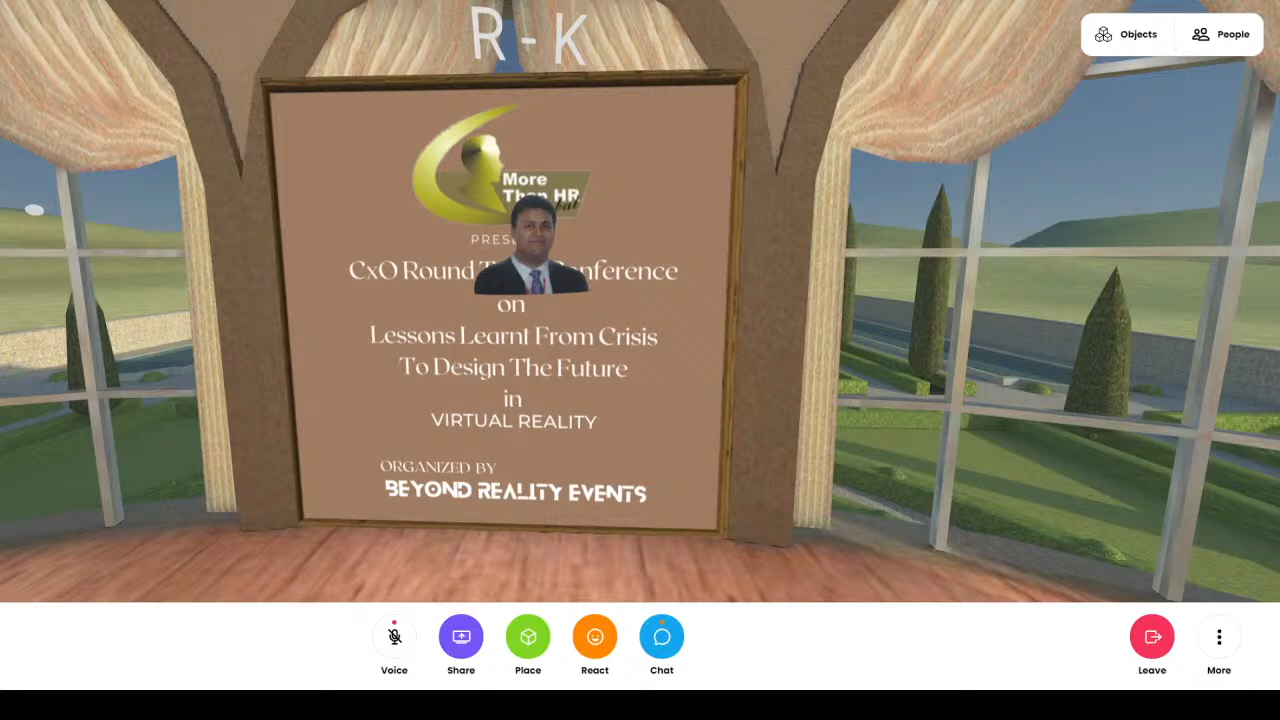 R-K
Objects
People
More
Than HR
CxO Round
on
Lessons Learnt From Crisis
To Design The Future
in
VIRTUAL REALITY
ORGANIZED BY
BEYOND REALITY EVENTS
Voice
Share
Place
React
Chat
Leave
More